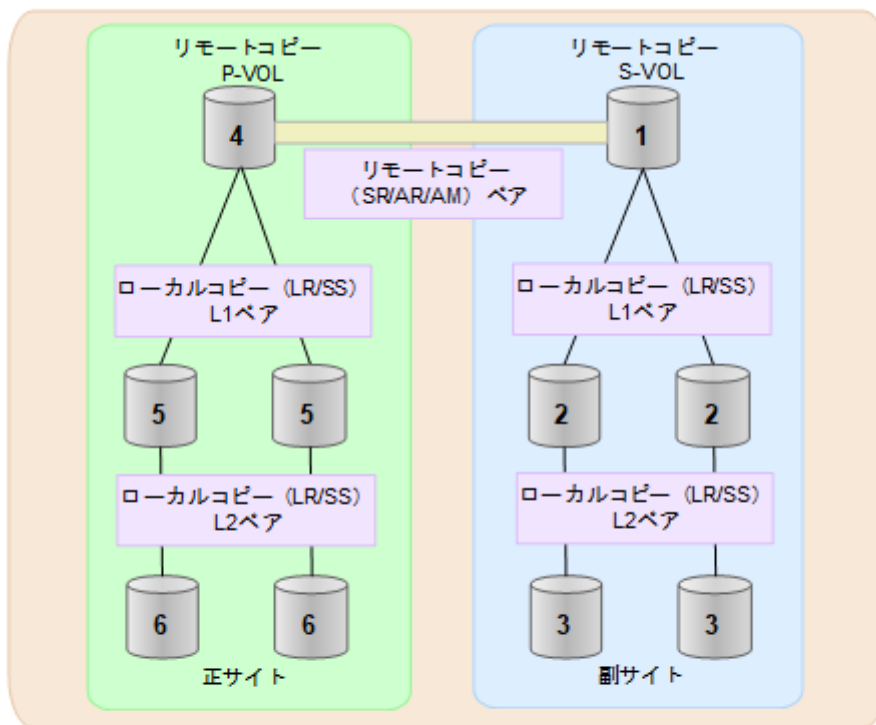 リモートコピー
P-VOL
リモートコピー
S-VOL
4
1
リモートコピー
（SR/AR/AM）ペア
ローカルコピー（LR/SS）
L1ペア
ローカルコピー（LR/SS）
L1ペア
5
5
2
2
ローカルコピー（LR/SS）
L2ペア
ローカルコピー（LR/SS）
L2ペア
6
6
3
3
正サイト
副サイト